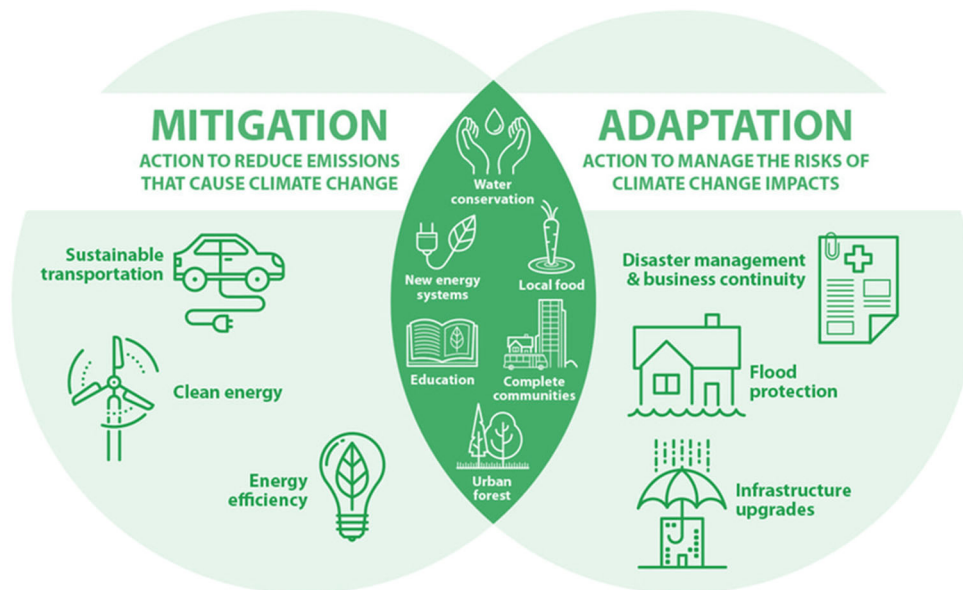 MITIGATION
ACTION TO REDUCE EMISSIONS
THAT CAUSE CLIMATE CHANGE
Sustainable
transportation
Clean energy
Energy
efficiency
Water
conservation
New energy
systems
Local food
Education
Complete
communities
Urban
forest
ADAPTATION
ACTION TO MANAGE THE RISKS OF
CLIMATE CHANGE IMPACTS
Disaster management
& business continuity
Flood
protection
Infrastructure
upgrades